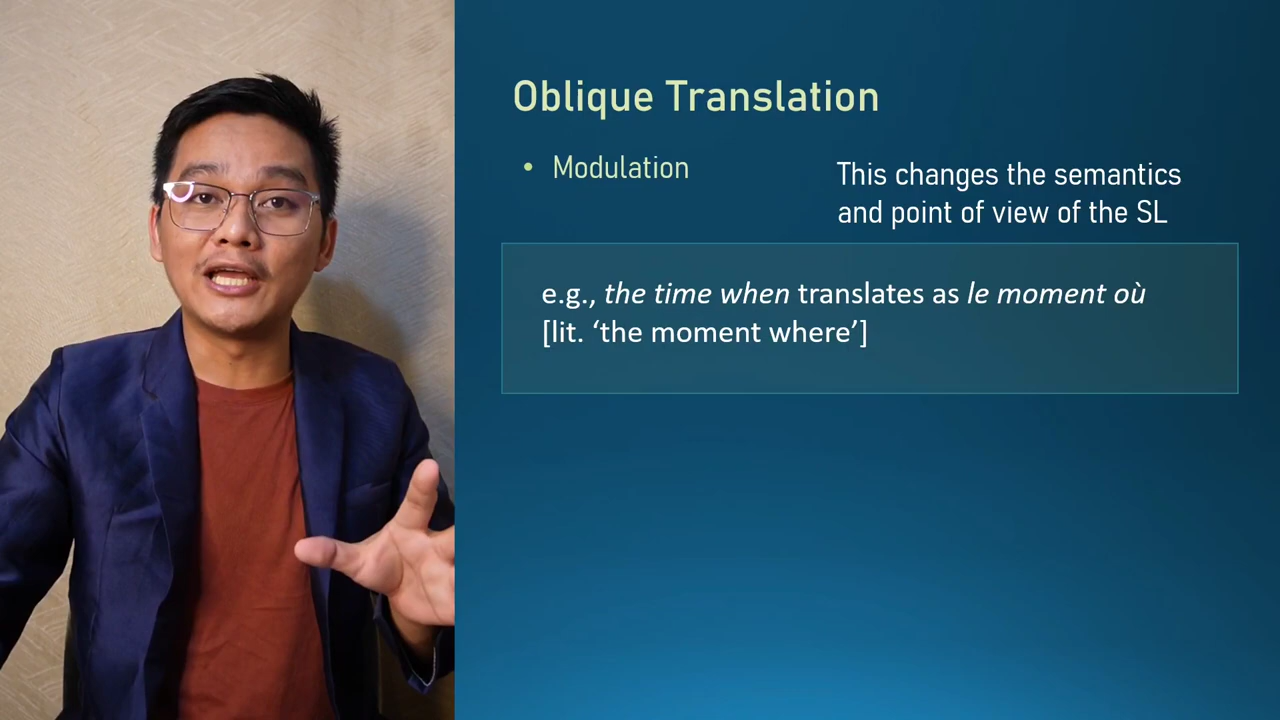 Oblique Translation
• Modulation
This changes the semantics
and point of view of the SL
e.g., the time when translates as le moment où
[lit. ‘the moment where’]